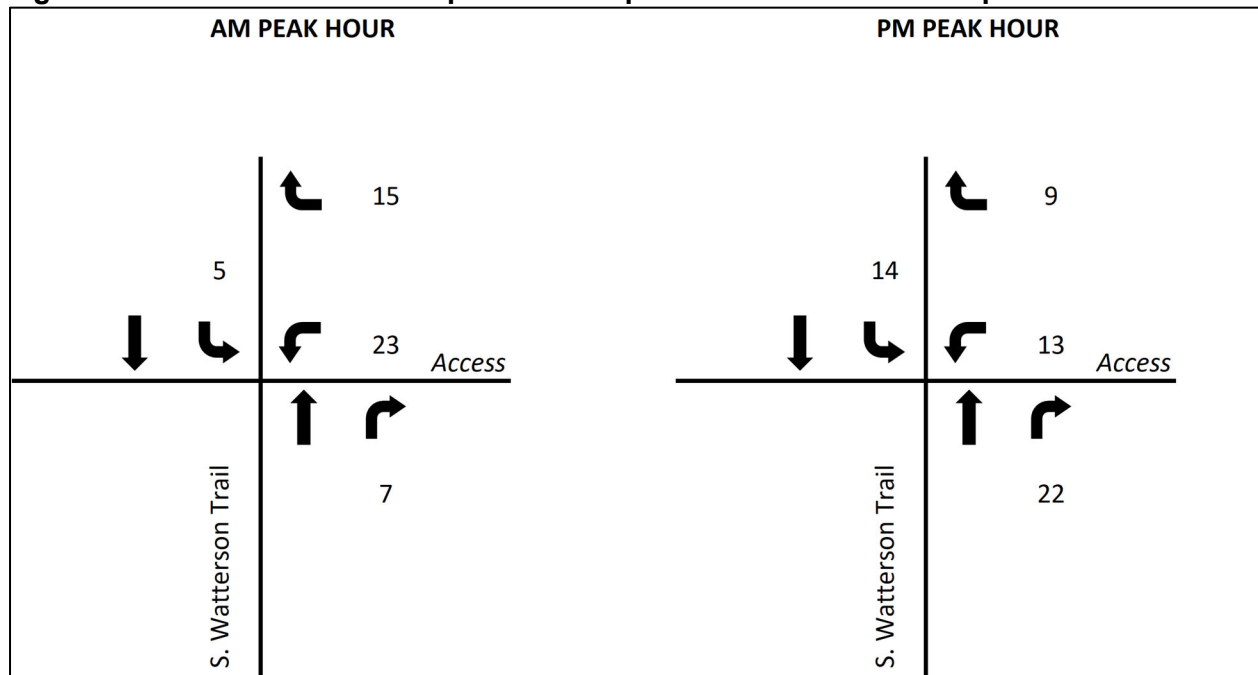 AM PEAK HOUR
15
5
23
Access
S. Watterson Trail
7
PM PEAK HOUR
9
14
13
Access
S. Watterson Trail
22